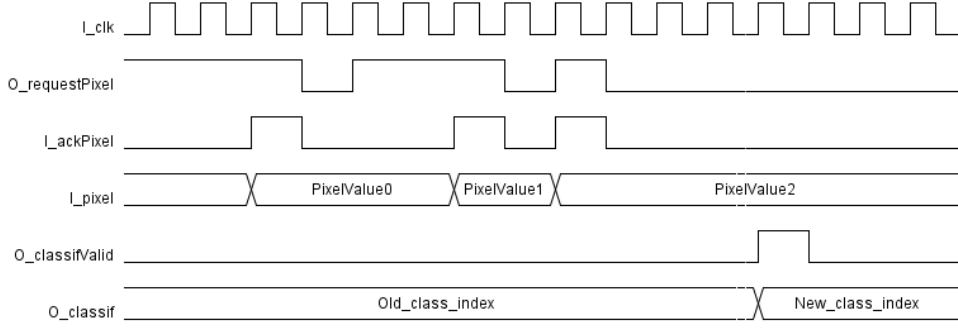 I_clk
O_requestPixel
I_ackPixel
I_pixel PixelValue0 PixelValue1 PixelValue2
O_classifValid
O_classif Old_class_index New_class_index